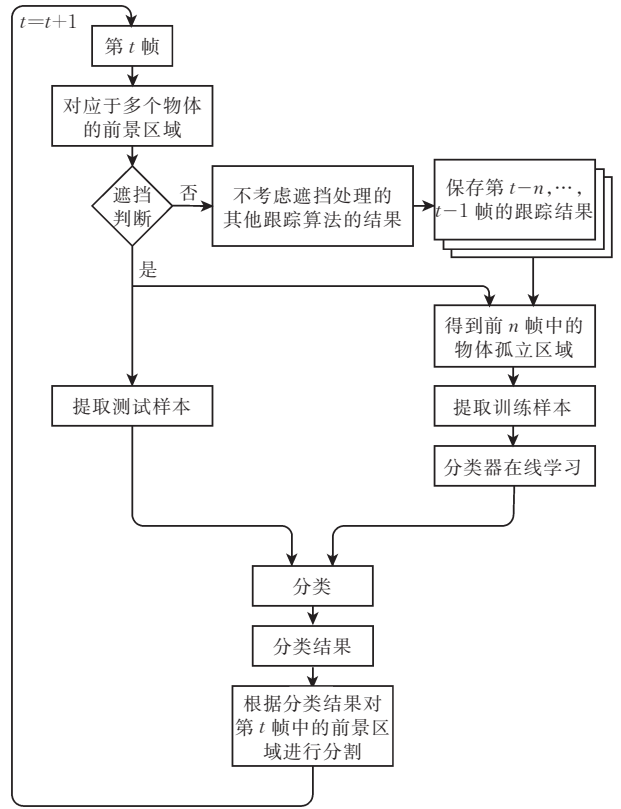 t=t+1
第 t 帧
对应于多个物体
的前景区域
遮挡
判断
否
不考虑遮挡处理的
其他跟踪算法的结果
保存第 t−n,⋯,
t−1 帧的跟踪结果
是
得到前 n 帧中的
物体孤立区域
提取测试样本
提取训练样本
分类器在线学习
分类
分类结果
根据分类结果对
第 t 帧中的前景区
域进行分割